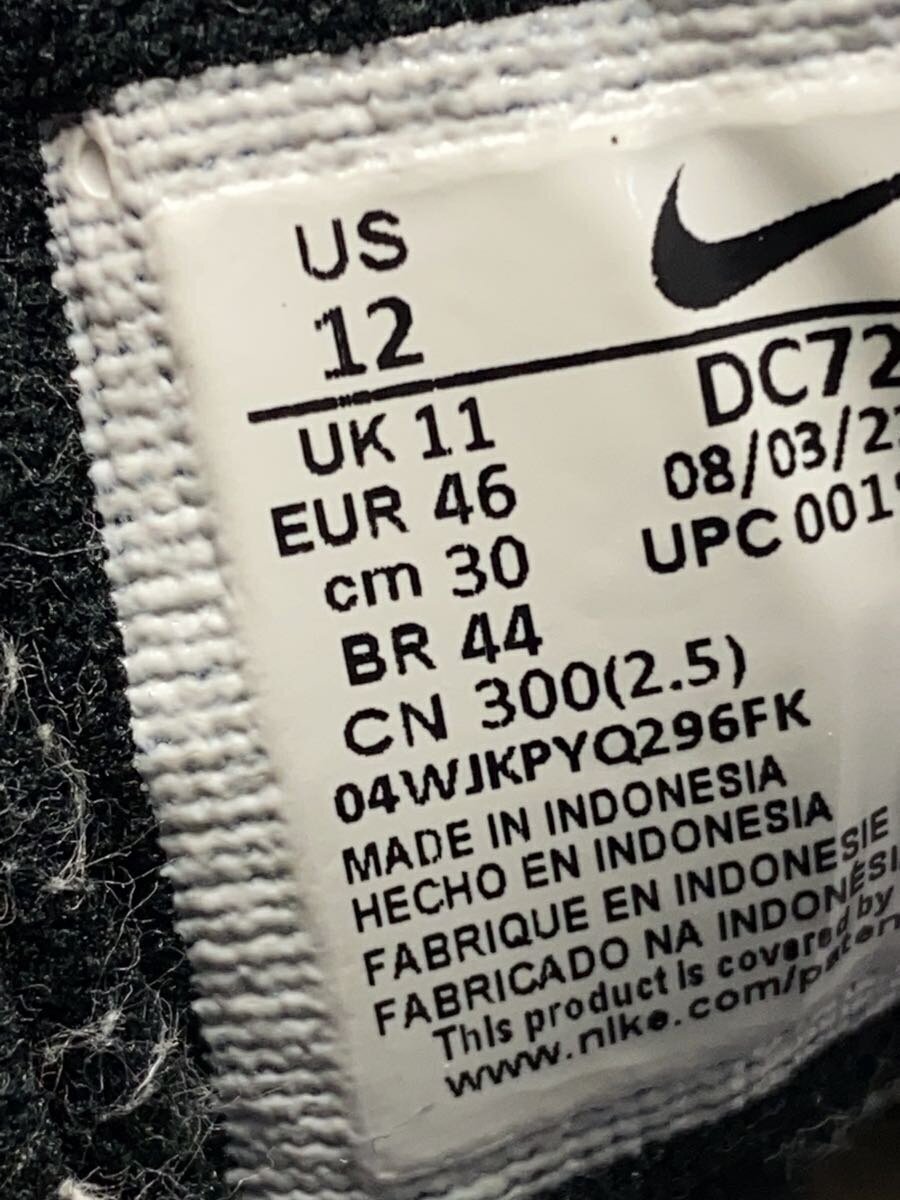 US
12
UK 11
EUR 46
cm 30
BR 44
CN 300(2.5)
04WJKPYQ296FK
MADE IN INDONESIA
HECHO EN INDONESIA
FABRIQUE EN INDONESIE
FABRICADO NA INDONÉSI
This product is covered by
www.nike.com/paten
DC72
08/03/2
UPC 001